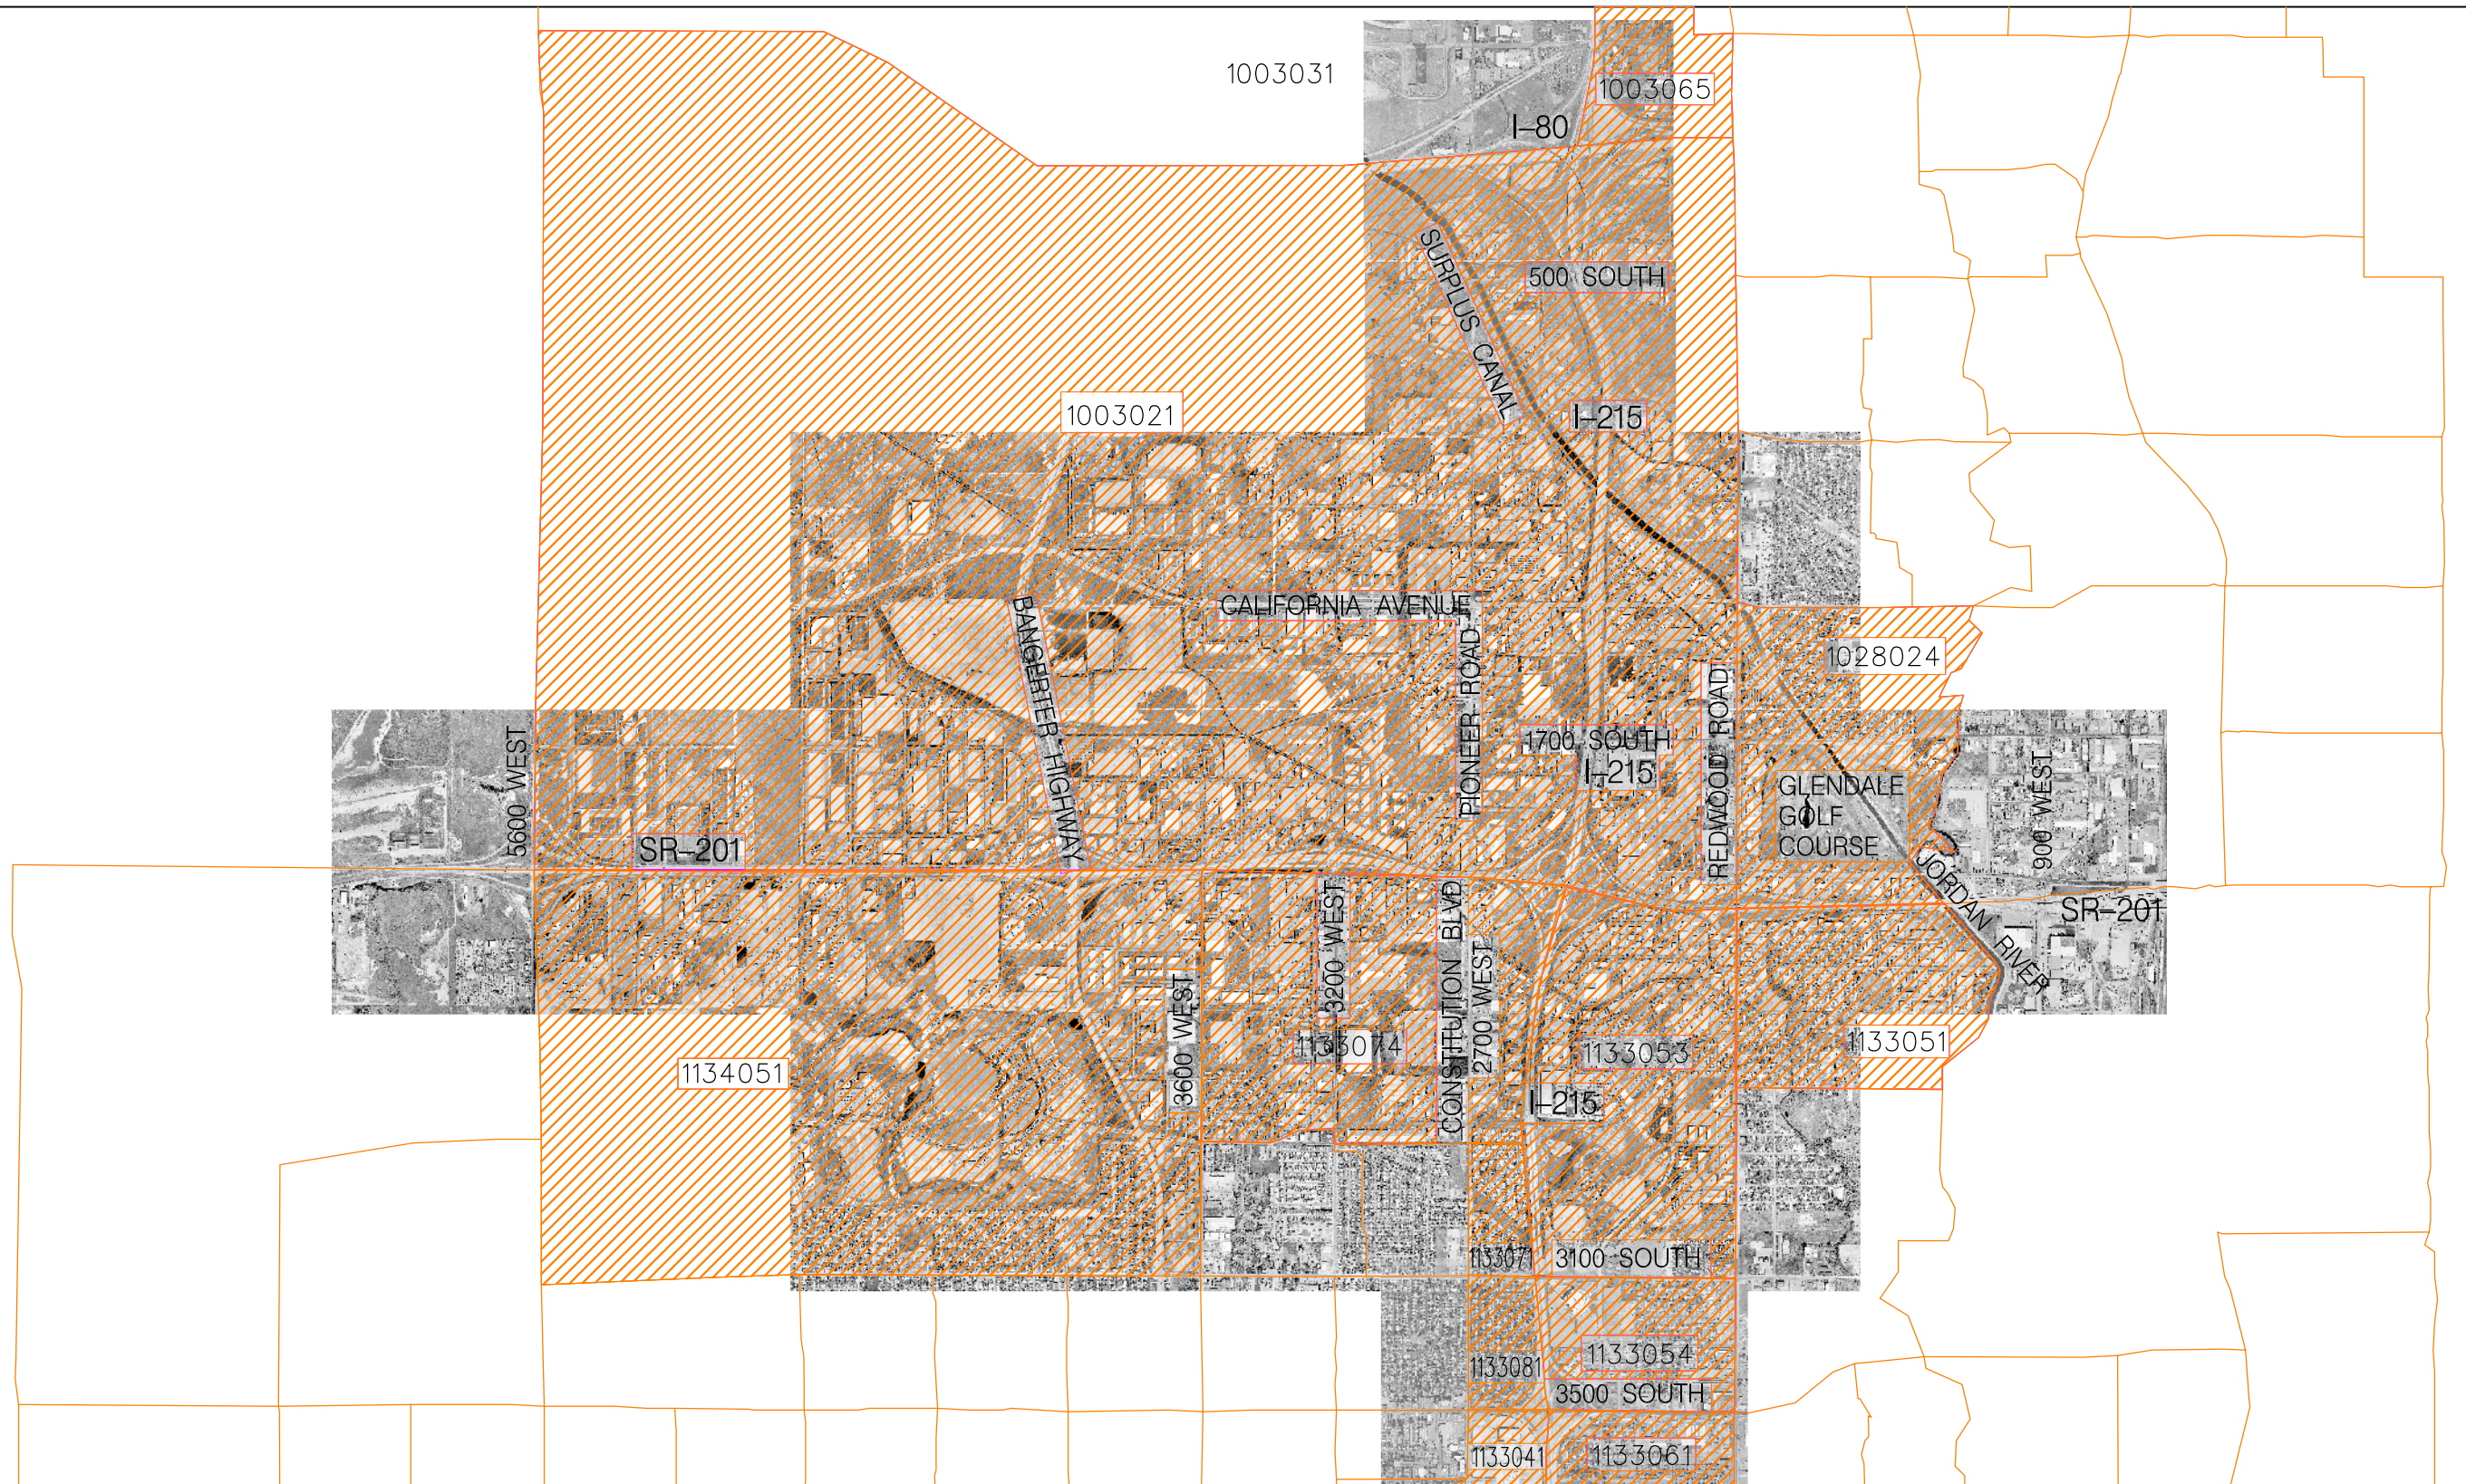 1003031
1003065
I-80
SURPLUS CANAL
500 SOUTH
1003021
I-215
CALIFORNIA AVENUE
BANGERTER HIGHWAY
PIONEER ROAD
1028024
REDWOOD ROAD
5600 WEST
1700 SOUTH
I-215
GLENDALE
GOLF
COURSE
900 WEST
SR-201
JORDAN RIVER
SR-201
3200 WEST
CONSTITUTION BLVD
2700 WEST
3600 WEST
1133074
1133053
1133051
1134051
I-215
1133071
3100 SOUTH
1133054
1133081
3500 SOUTH
1133041
1133061